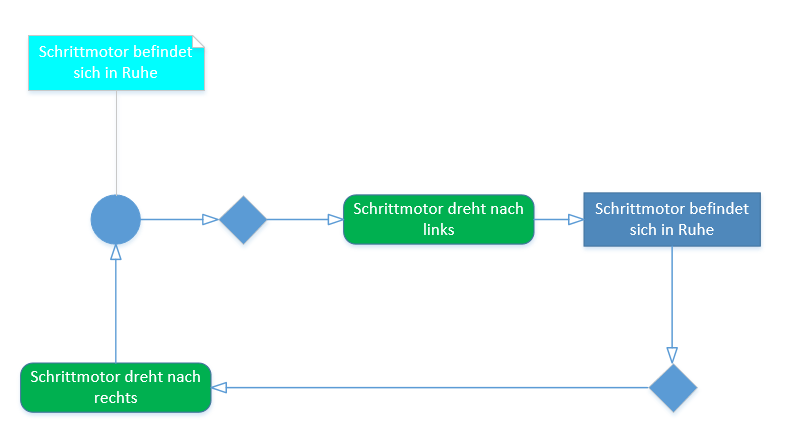 Schrittmotor befindet
sich in Ruhe
Schrittmotor dreht nach
links
Schrittmotor befindet
sich in Ruhe
Schrittmotor dreht nach
rechts